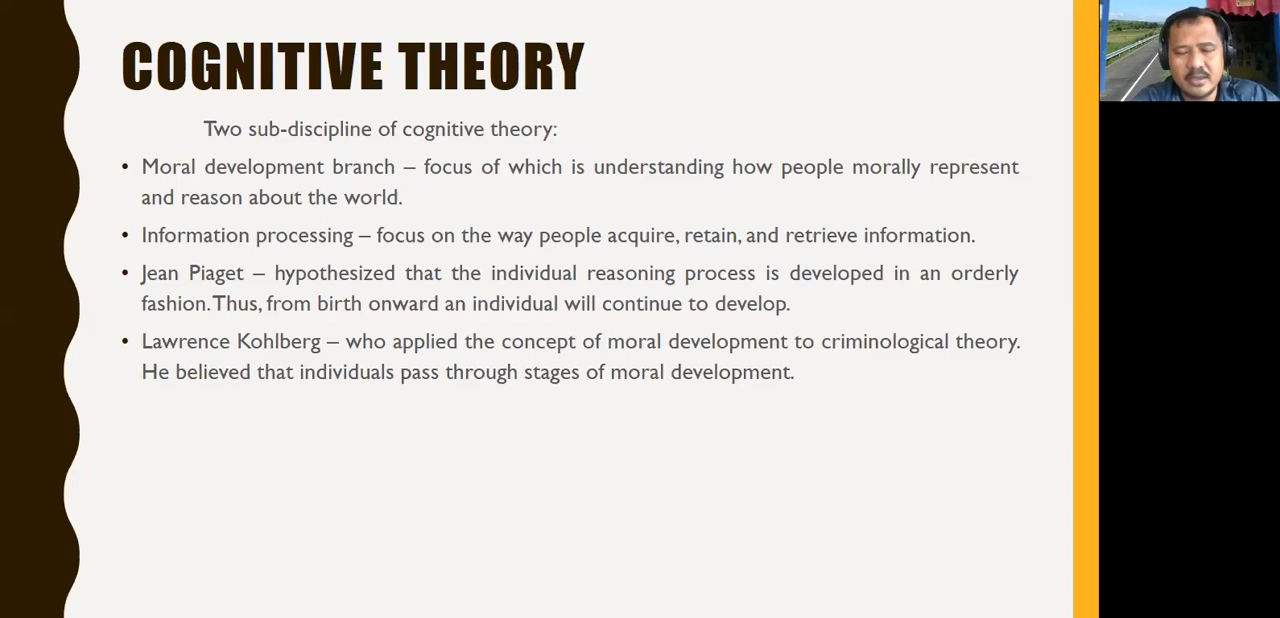 COGNITIVE THEORY
Two sub-discipline of cognitive theory:
• Moral development branch – focus of which is understanding how people morally represent
and reason about the world.
• Information processing – focus on the way people acquire, retain, and retrieve information.
• Jean Piaget – hypothesized that the individual reasoning process is developed in an orderly
fashion. Thus, from birth onward an individual will continue to develop.
• Lawrence Kohlberg – who applied the concept of moral development to criminological theory.
He believed that individuals pass through stages of moral development.